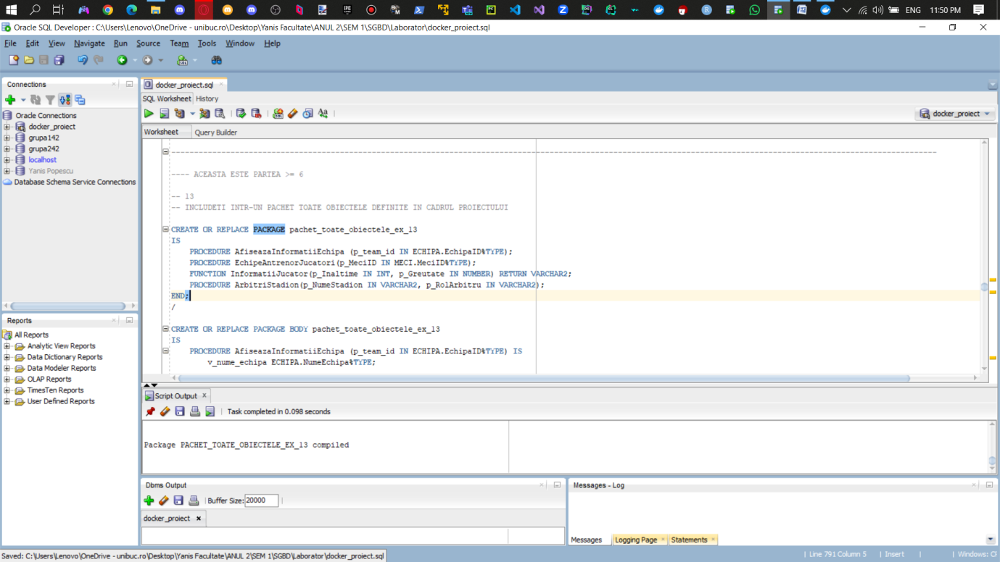 ENG 11:50 PM
Oracle SQL Developer : C:\Users\Lenovo\OneDrive - unibuc.ro\Desktop\Yanis Facultate\ANUL 2\SEM 1\SGBD\Laborator\docker_proiect.sql
File Edit View Navigate Run Source Team Tools Window Help
Connections
Oracle Connections
docker_proiect
grupa142
grupa242
localhost
Yanis Popescu
Database Schema Service Connections
Reports
All Reports
Analytic View Reports
Data Dictionary Reports
Data Modeler Reports
OLAP Reports
TimesTen Reports
User Defined Reports
docker_proiect.sql
SQL Worksheet History
docker_proiect
Worksheet Query Builder
---- ACEASTA ESTE PARTEA >= 6
-- 13
-- INCLUDETI INTR-UN PACHET TOATE OBIECTELE DEFINITE IN CADRUL PROIECTULUI
CREATE OR REPLACE PACKAGE pachet_toate_obiectele_ex_13
IS
PROCEDURE AfiseazaInformatiiEchipa (p_team_id IN ECHIPA.EchipaID%TYPE);
PROCEDURE EchipeAntrenorJucatori(p_MeciID IN MECI.MeciID%TYPE);
FUNCTION InformatiiJucator(p_Inaltime IN INT, p_Greutate IN NUMBER) RETURN VARCHAR2;
PROCEDURE ArbitriStadion(p_NumeStadion IN VARCHAR2, p_RolArbitru IN VARCHAR2);
END;
/
CREATE OR REPLACE PACKAGE BODY pachet_toate_obiectele_ex_13
IS
PROCEDURE AfiseazaInformatiiEchipa (p_team_id IN ECHIPA.EchipaID%TYPE) IS
v_nume_echipa ECHIPA.NumeEchipa%TYPE;
Script Output x
Task completed in 0.098 seconds
Package PACHET_TOATE_OBIECTELE_EX_13 compiled
Dbms Output
Buffer Size: 20000
docker_proiect
Messages - Log
Messages Logging Page Statements
Saved: C:\Users\Lenovo\OneDrive - unibuc.ro\Desktop\Yanis Facultate\ANUL 2\SEM 1\SGBD\Laborator\docker_proiect.sql
Line 791 Column 5 | Insert | Windows: